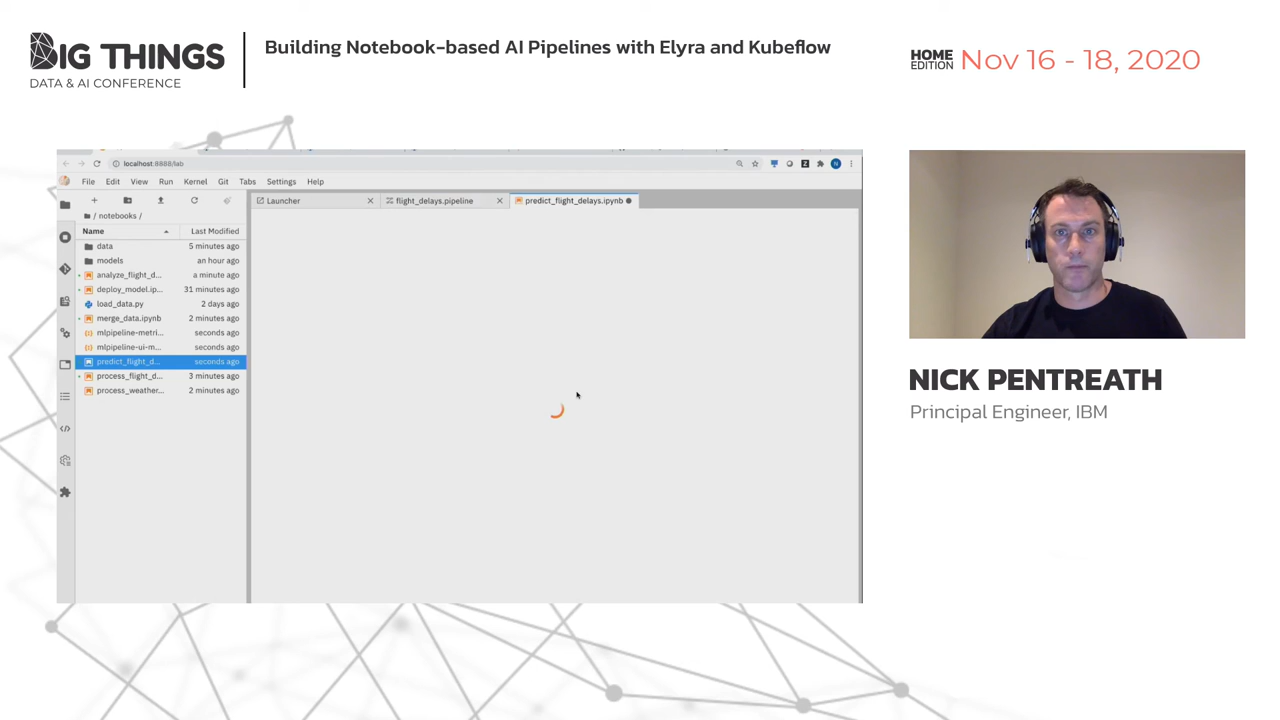 BIG THINGS
DATA & AI CONFERENCE
Building Notebook-based AI Pipelines with Elyra and Kubeflow
HOME
EDITION
Nov 16 - 18, 2020
localhost:8888/lab
File Edit View Run Kernel Git Tabs Settings Help
Launcher
flight_delays.pipeline
predict_flight_delays.ipynb
/ notebooks /
Name Last Modified
data 5 minutes ago
models an hour ago
analyze_flight_d... a minute ago
deploy_model.ip... 31 minutes ago
load_data.py 2 days ago
merge_data.ipynb 2 minutes ago
mlpipeline-metri... seconds ago
mlpipeline-ui-m... seconds ago
predict_flight_d... seconds ago
process_flight_d... 3 minutes ago
process_weather... 2 minutes ago
NICK PENTREATH
Principal Engineer, IBM